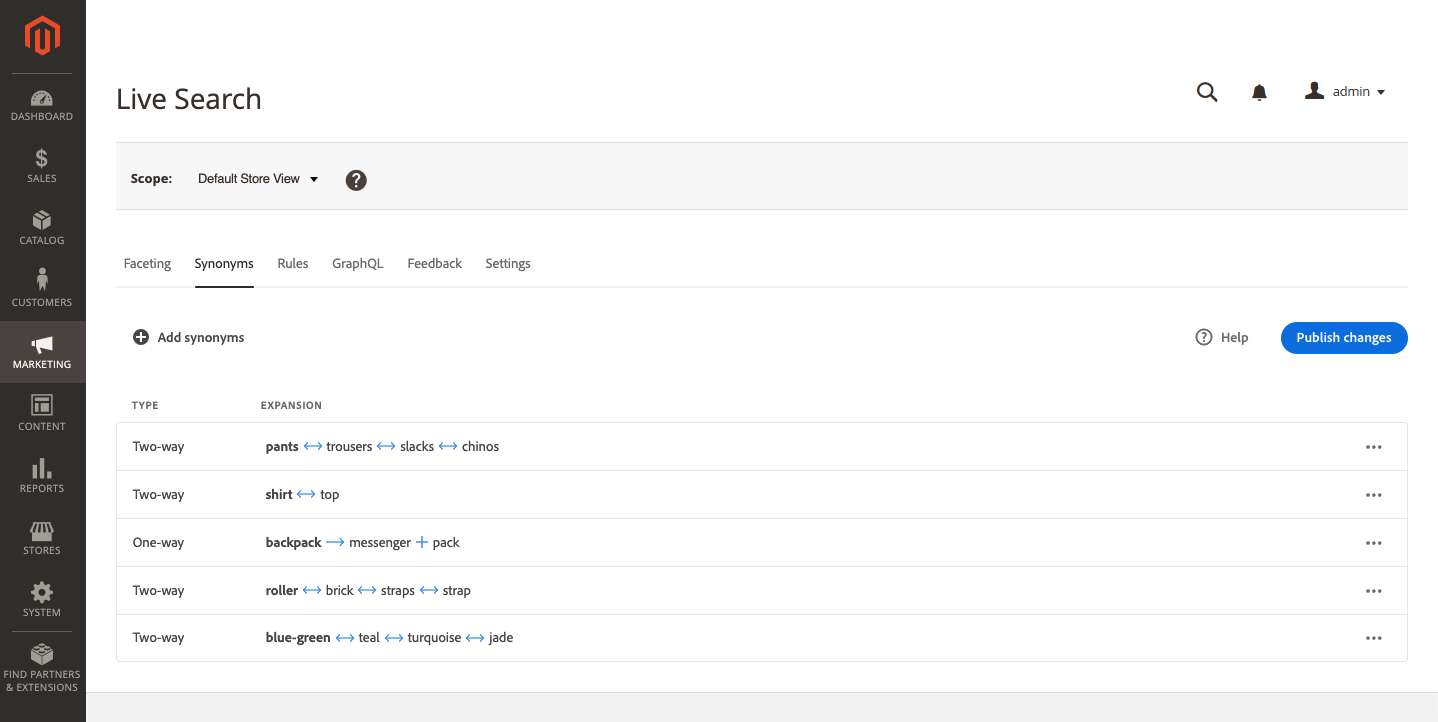 Live Search
admin
Scope: Default Store View ?
DASHBOARD
$
SALES
CATALOG
CUSTOMERS
MARKETING
CONTENT
REPORTS
STORES
SYSTEM
FIND PARTNERS
& EXTENSIONS
Faceting Synonyms Rules GraphQL Feedback Settings
Add synonyms ? Help Publish changes
TYPE EXPANSION
Two-way pants ↔ trousers ↔ slacks ↔ chinos •••
Two-way shirt ↔ top •••
One-way backpack → messenger + pack •••
Two-way roller ↔ brick ↔ straps ↔ strap •••
Two-way blue-green ↔ teal ↔ turquoise ↔ jade •••